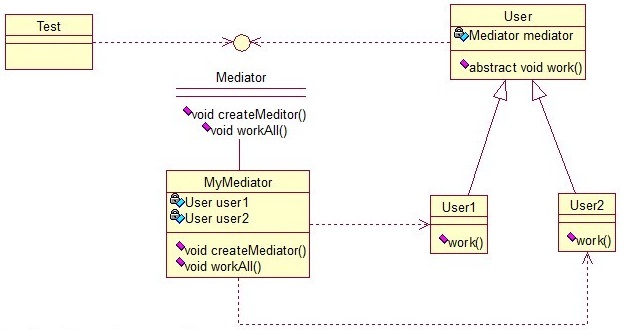 Test
User
Mediator mediator
abstract void work()
Mediator
void createMeditor()
void workAll()
MyMediator
User user1
User user2
void createMediator()
void workAll()
User1
work()
User2
work()